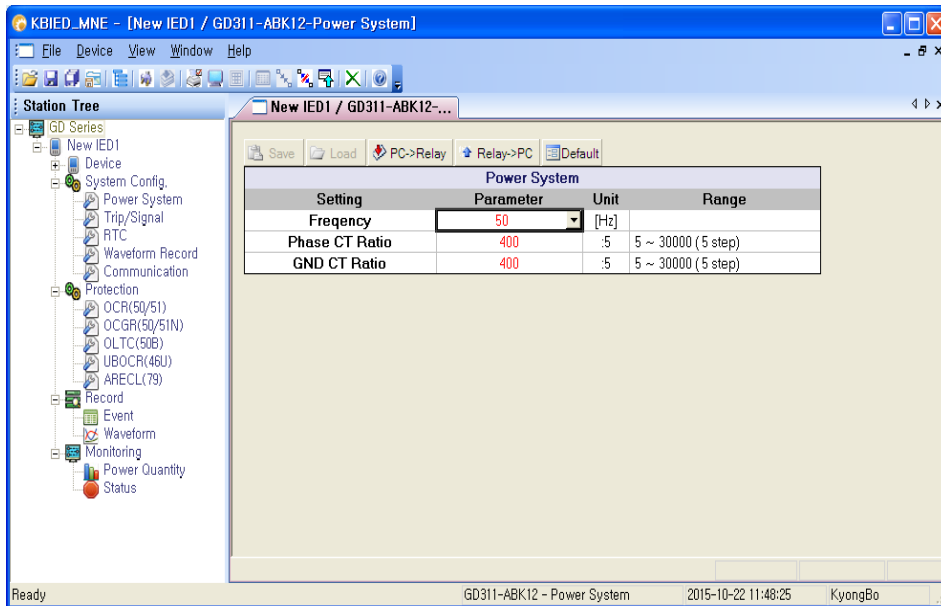 KBIED_MNE - [New IED1 / GD311-ABK12-Power System]
File Device View Window Help
Station Tree
New IED1 / GD311-ABK12-...
GD Series
New IED1
Device
System Config,
Power System
Trip/Signal
RTC
Waveform Record
Communication
Protection
OCR(50/51)
OCGR(50/51N)
OLTC(50B)
UBOCR(46U)
ARECL(79)
Record
Event
Waveform
Monitoring
Power Quantity
Status
Save Load PC->Relay Relay->PC Default
Power System
Setting Parameter Unit Range
Freqency 50 [Hz]
Phase CT Ratio 400 :5 5 ~ 30000 ( 5 step)
GND CT Ratio 400 :5 5 ~ 30000 ( 5 step)
Ready GD311-ABK12 - Power System 2015-10-22 11:48:25 KyongBo